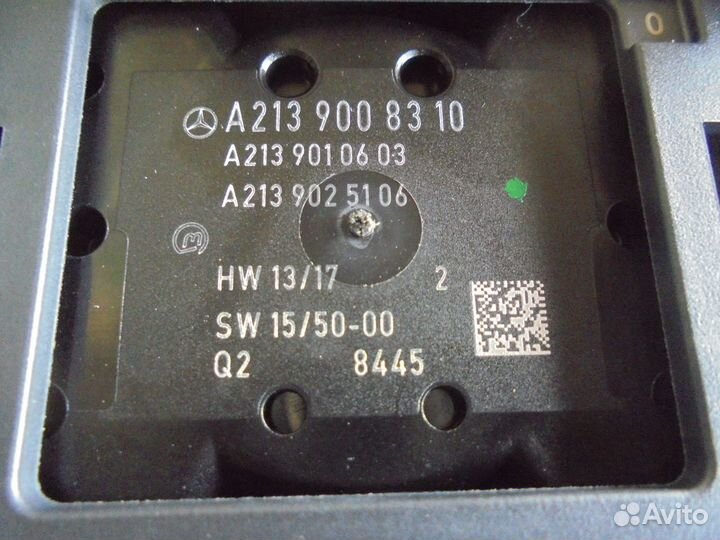 0
A 213 900 83 10
A 213 901 06 03
A 213 902 51 06
HW 13/17 2
SW 15/50-00
Q2 8445
Avito